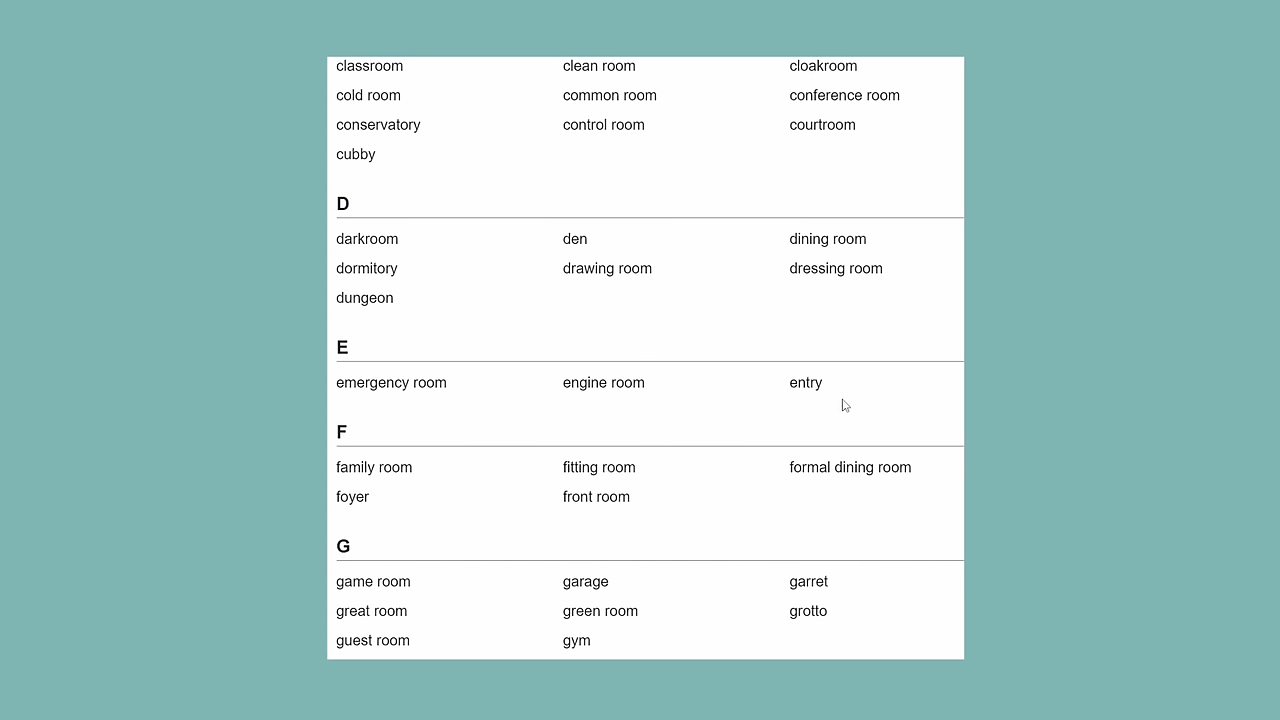 classroom clean room cloakroom
cold room common room conference room
conservatory control room courtroom
cubby
D
darkroom den dining room
dormitory drawing room dressing room
dungeon
E
emergency room engine room entry
F
family room fitting room formal dining room
foyer front room
G
game room garage garret
great room green room grotto
guest room gym